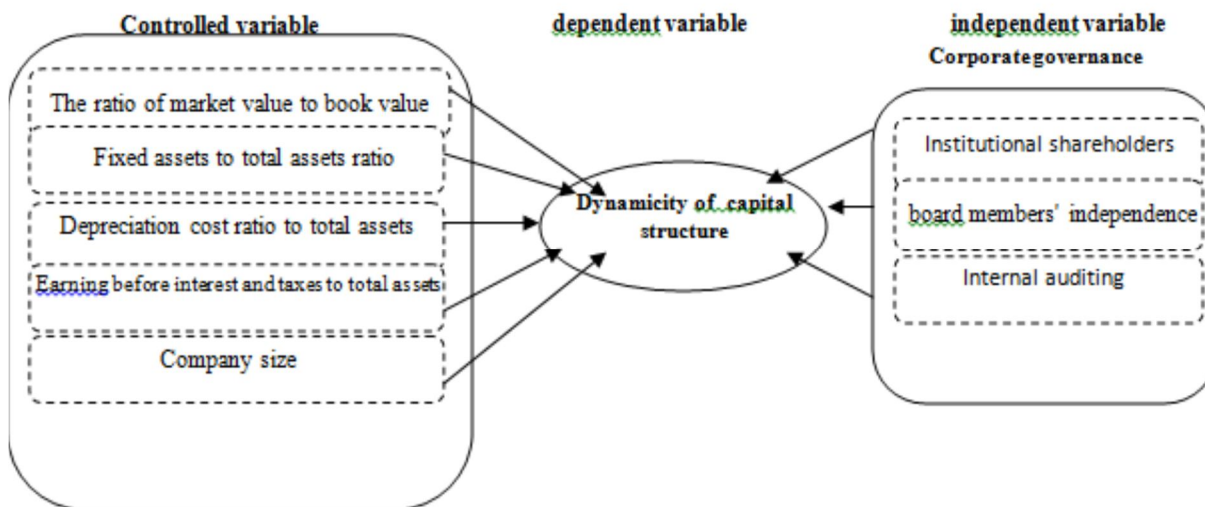 Controlled variable
The ratio of market value to book value
Fixed assets to total assets ratio
Depreciation cost ratio to total assets
Earning before interest and taxes to total assets
Company size
dependent variable
Dynamicity of capital
structure
independent variable
Corporate governance
Institutional shareholders
board members' independence
Internal auditing